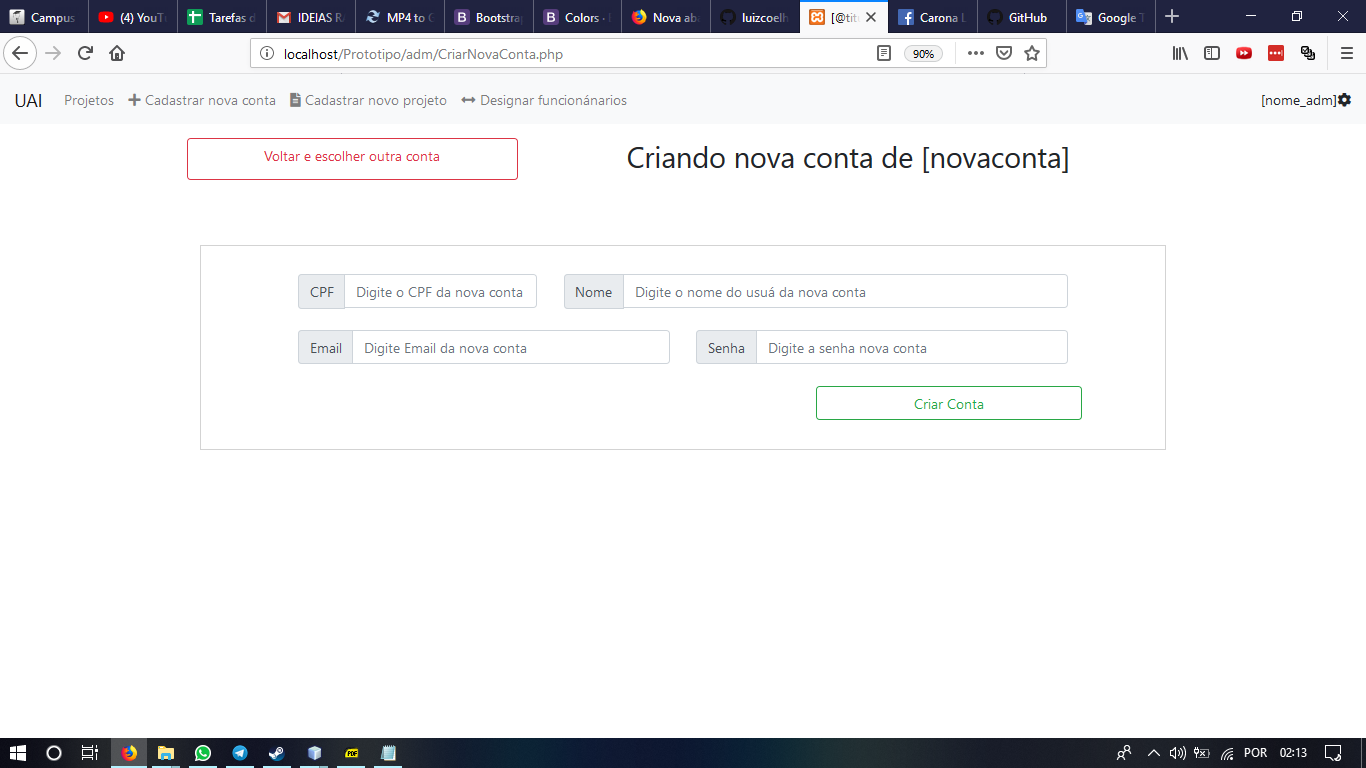 Campus
(4) YouT
Tarefas d
IDEIAS RA
MP4 to G
Bootstrap
Colors · 
Nova aba
luizcoelh
[@tit
Carona L
GitHub
Google T
localhost/Prototipo/adm/CriarNovaConta.php
90%
UAI
Projetos
Cadastrar nova conta
Cadastrar novo projeto
Designar funcionánarios
[nome_adm]
Voltar e escolher outra conta
Criando nova conta de [novaconta]
CPF
Digite o CPF da nova conta
Nome
Digite o nome do usuá da nova conta
Email
Digite Email da nova conta
Senha
Digite a senha nova conta
Criar Conta
PDF
POR
02:13